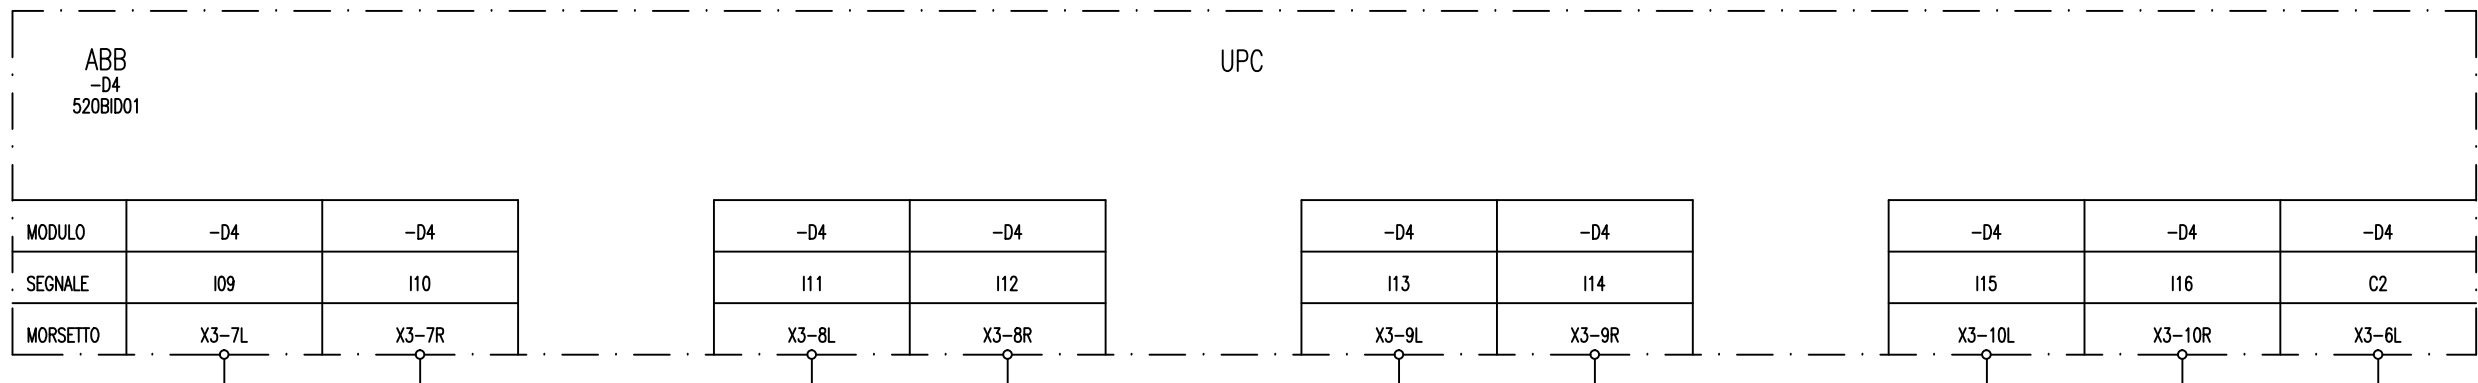 ABB
-D4
520BID01
UPC
MODULO -D4 -D4 -D4 -D4 -D4 -D4 -D4 -D4 -D4
SEGNALE I09 I10 I11 I12 I13 I14 I15 I16 C2
MORSETTO X3-7L X3-7R X3-8L X3-8R X3-9L X3-9R X3-10L X3-10R X3-6L